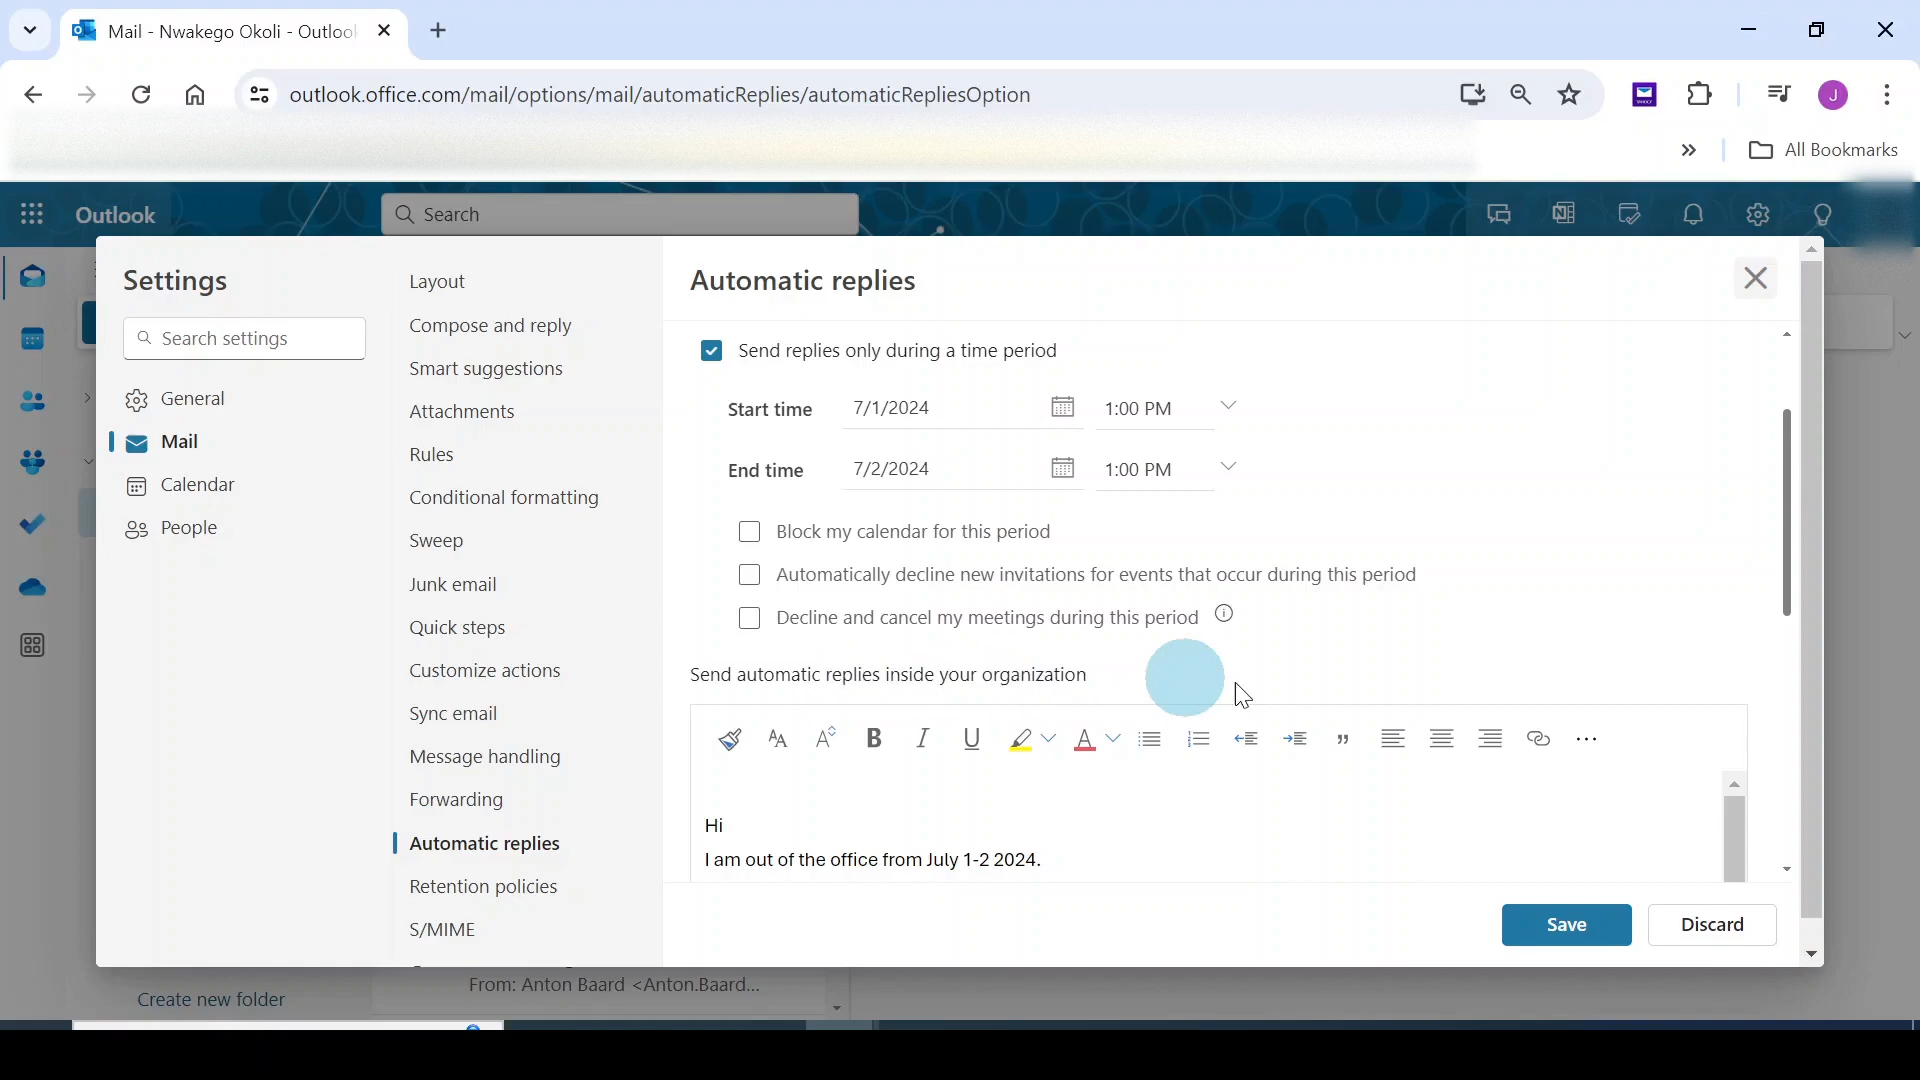 Mail - Nwakego Okoli - Outloo
outlook.office.com/mail/options/mail/automaticReplies/automaticRepliesOption
J
All Bookmarks
Outlook
Search
Settings
Search settings
General
Mail
Calendar
People
Layout
Compose and reply
Smart suggestions
Attachments
Rules
Conditional formatting
Sweep
Junk email
Quick steps
Customize actions
Sync email
Message handling
Forwarding
Automatic replies
Retention policies
S/MIME
Automatic replies
Send replies only during a time period
Start time 7/1/2024 1:00 PM
End time 7/2/2024 1:00 PM
Block my calendar for this period
Automatically decline new invitations for events that occur during this period
Decline and cancel my meetings during this period
Send automatic replies inside your organization
Hi
I am out of the office from July 1-2 2024.
Save
Discard
Create new folder
From: Anton Baard <Anton.Baard...